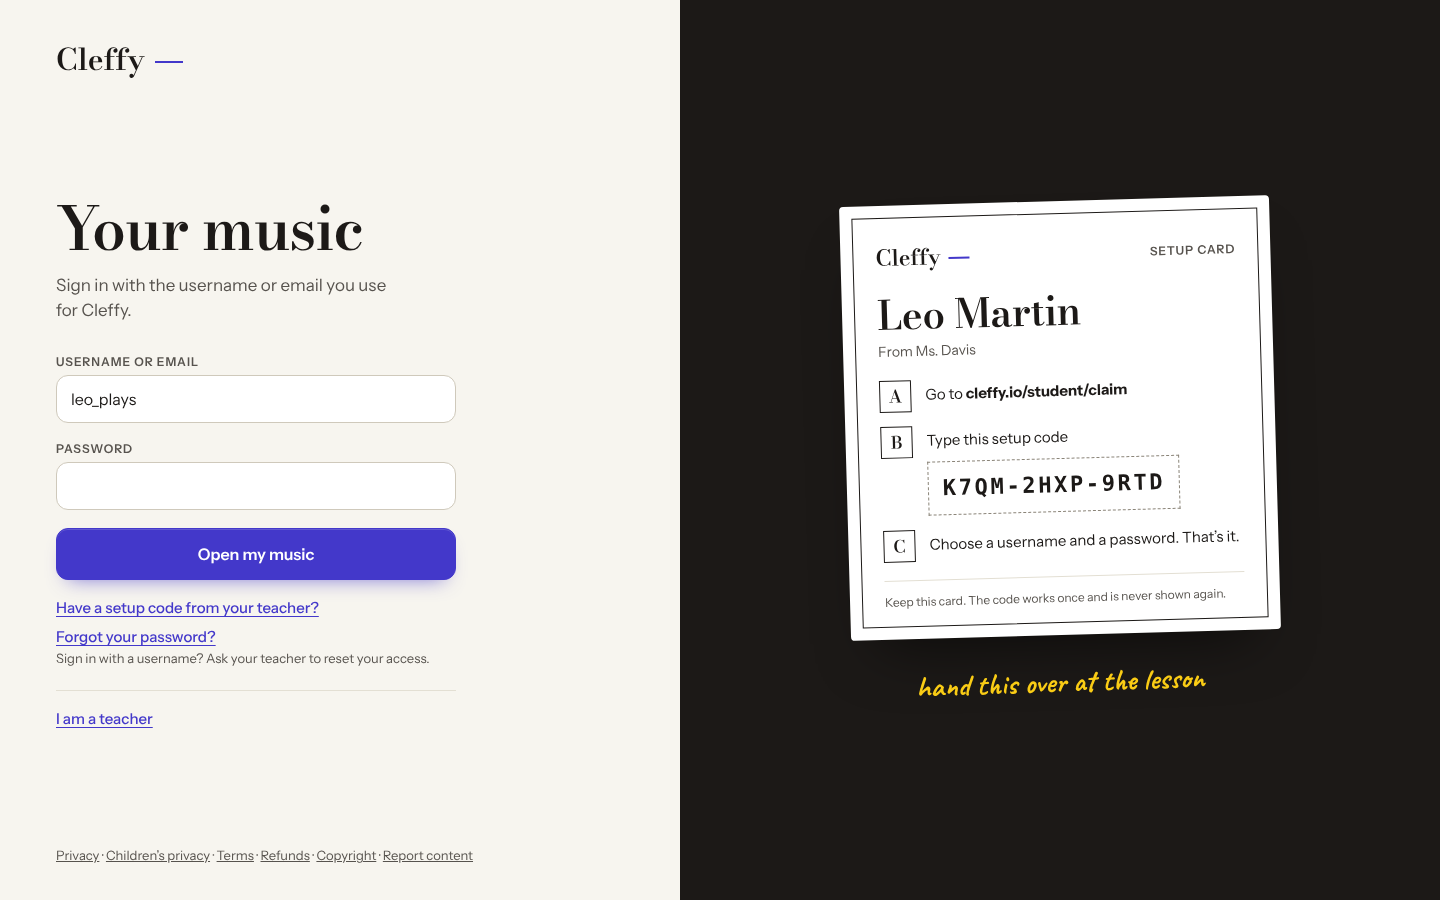 Cleffy
Your music
Sign in with the username or email you use
for Cleffy.
USERNAME OR EMAIL
leo_plays
PASSWORD
Open my music
Have a setup code from your teacher?
Forgot your password?
Sign in with a username? Ask your teacher to reset your access.
I am a teacher
Privacy · Children's privacy · Terms · Refunds · Copyright · Report content
Cleffy
SETUP CARD
Leo Martin
From Ms. Davis
A Go to cleffy.io/student/claim
B Type this setup code
K7QM-2HXP-9RTD
C Choose a username and a password. That's it.
Keep this card. The code works once and is never shown again.
hand this over at the lesson